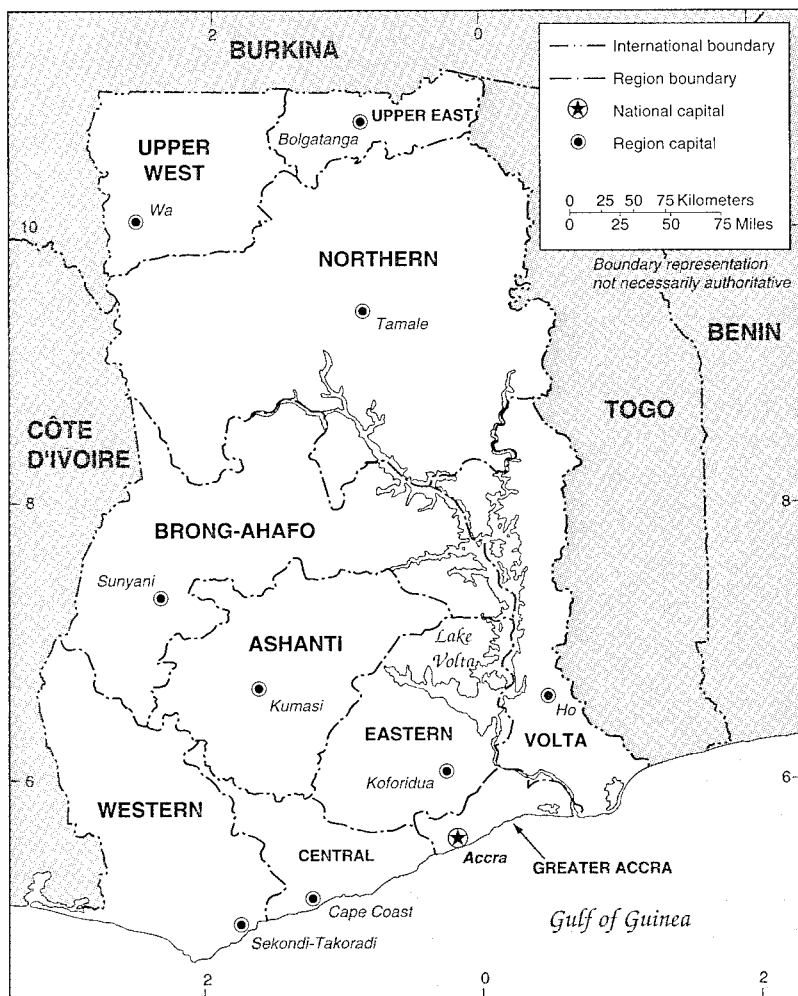 2
0
BURKINA
International boundary
Region boundary
National capital
Region capital
0 25 50 75 Kilometers
0 25 50 75 Miles
Boundary representation
not necessarily authoritative
UPPER EAST
Bolgatanga
UPPER
WEST
Wa
10
NORTHERN
Tamale
BENIN
TOGO
CÔTE
D'IVOIRE
8
8
BRONG-AHAFO
Sunyani
ASHANTI
Lake
Volta
Kumasi
Ho
EASTERN
VOLTA
Koforidua
6
6
WESTERN
CENTRAL
Accra
GREATER ACCRA
Cape Coast
Gulf of Guinea
Sekondi-Takoradi
2
0
2